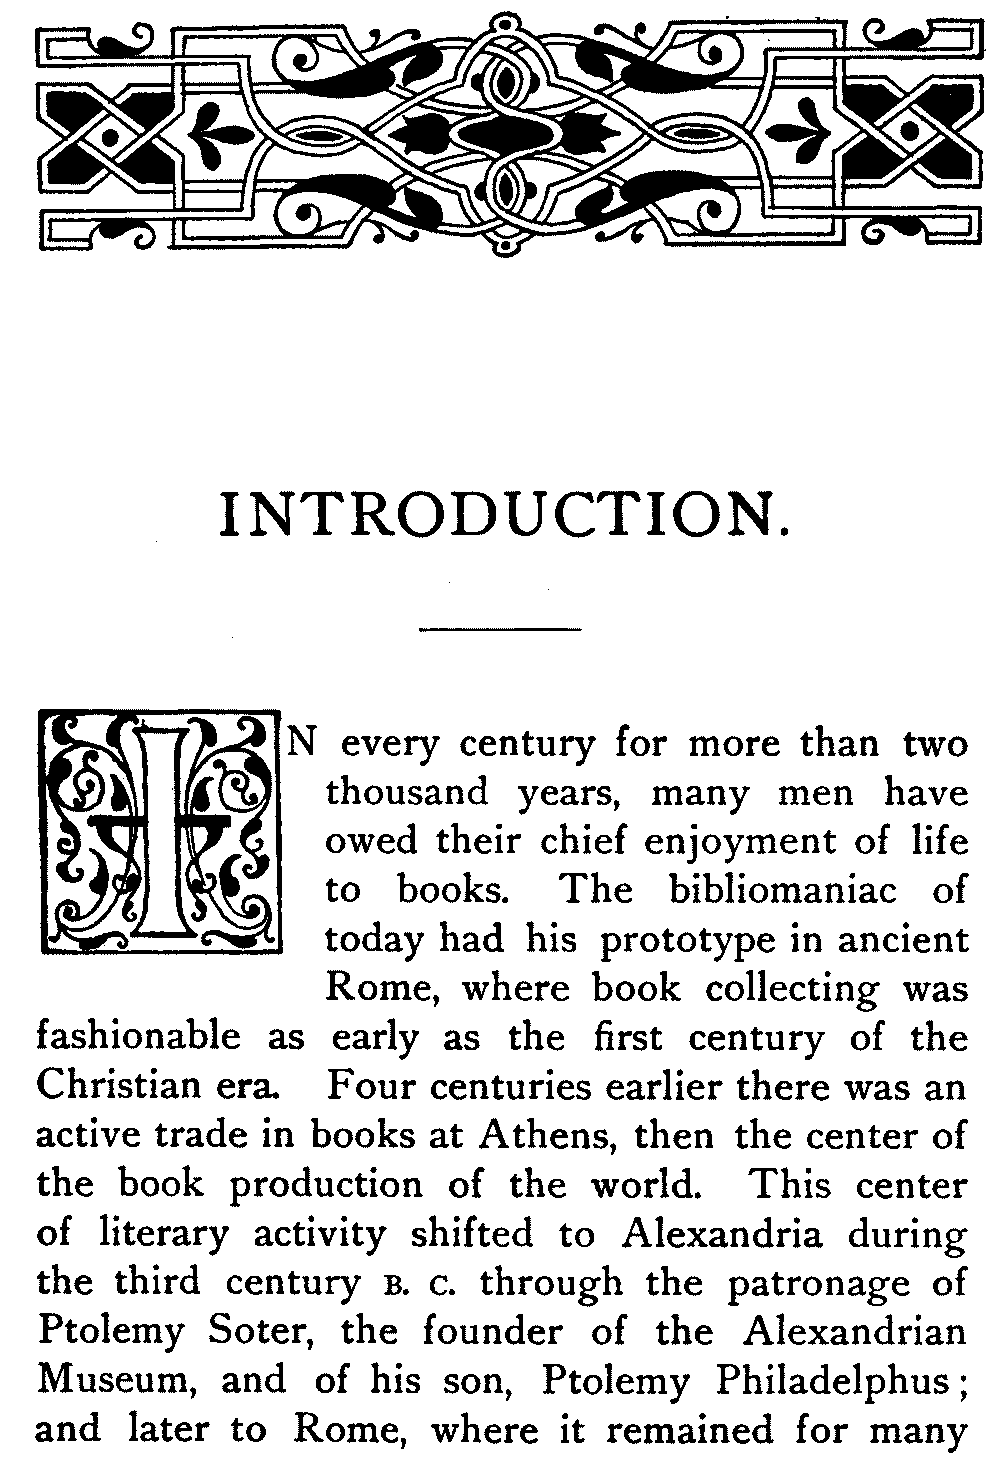 INTRODUCTION.
IN every century for more than two
thousand years, many men have
owed their chief enjoyment of life
to books. The bibliomaniac of
today had his prototype in ancient
Rome, where book collecting was
fashionable as early as the first century of the
Christian era. Four centuries earlier there was an
active trade in books at Athens, then the center of
the book production of the world. This center
of literary activity shifted to Alexandria during
the third century B. C. through the patronage of
Ptolemy Soter, the founder of the Alexandrian
Museum, and of his son, Ptolemy Philadelphus;
and later to Rome, where it remained for many